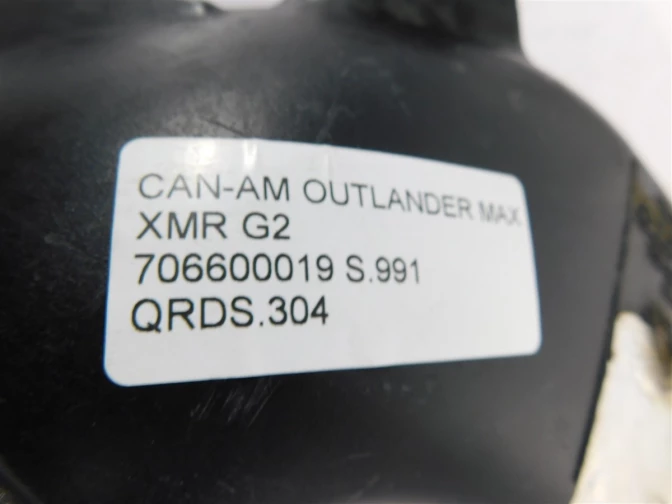 CAN-AM OUTLANDER MAX
XMR G2
706600019 S.991
QRDS.304